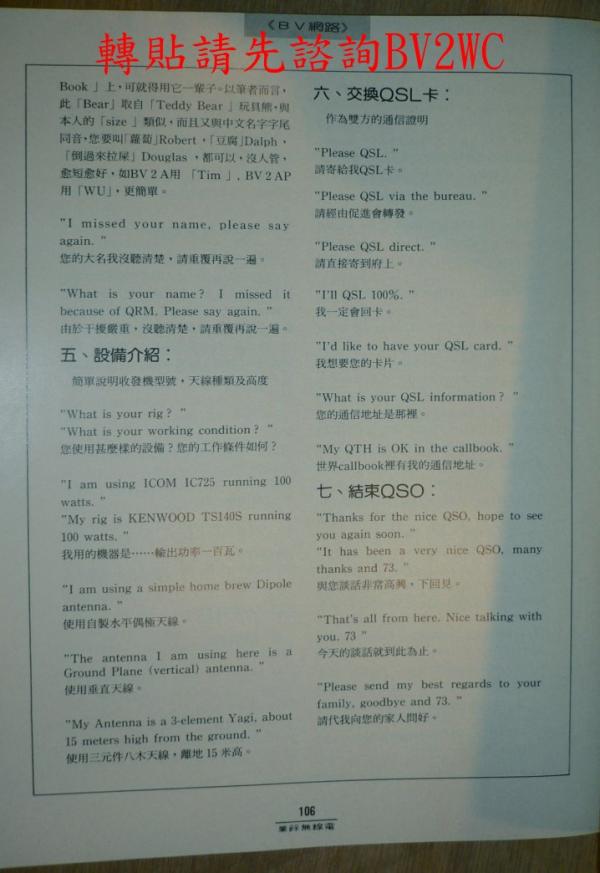 《BV網路》
轉貼請先諮詢BV2WC
Book 」上,可就得用它一輩子。以筆者而言,
此「Bear」取自「Teddy Bear 」玩具熊,與
本人的「size 」類似,而且又與中文名字字尾
同音,您要叫「蘿蔔」Robert ,「豆腐」Dalph ,
「倒過來拉屎」Douglas ,都可以,沒人管,
愈短愈好,如BV 2 A用 「Tim 」, BV 2 AP
用「WU」,更簡單。
"I missed your name, please say
again. "
您的大名我沒聽清楚,請重覆再說一遍。
"What is your name? I missed it
because of QRM. Please say again. "
由於干擾嚴重,沒聽清楚,請重覆再說一遍。
五、設備介紹:
簡單說明收發機型號,天線種類及高度
"What is your rig? "
"What is your working condition? "
您使用甚麼樣的設備?您的工作條件如何?
"I am using ICOM IC725 running 100
watts. "
"My rig is KENWOOD TS140S running
100 watts. "
我用的機器是……輸出功率一百瓦。
"I am using a simple home brew Dipole
antenna. "
使用自製水平偶極天線。
"The antenna I am using here is a
Ground Plane (vertical) antenna. "
使用垂直天線。
"My Antenna is a 3-element Yagi, about
15 meters high from the ground. "
使用三元件八木天線,離地 15 米高。
六、交換QSL卡:
作為雙方的通信證明
"Please QSL. "
請寄給我QSL卡。
"Please QSL via the bureau. "
請經由促進會轉發。
"Please QSL direct. "
請直接寄到府上。
"I'll QSL 100%. "
我一定會回卡。
"I'd like to have your QSL card. "
我想要您的卡片。
"What is your QSL information? "
您的通信地址是那裡。
"My QTH is OK in the callbook. "
世界callbook裡有我的通信地址。
七、結束QSO:
"Thanks for the nice QSO, hope to see
you again soon. "
"It has been a very nice QSO, many
thanks and 73. "
與您談話非常高興,下回見。
"That's all from here. Nice talking with
you. 73 "
今天的談話就到此為止。
"Please send my best regards to your
family, goodbye and 73. "
請代我向您的家人問好。
106
業餘無線電